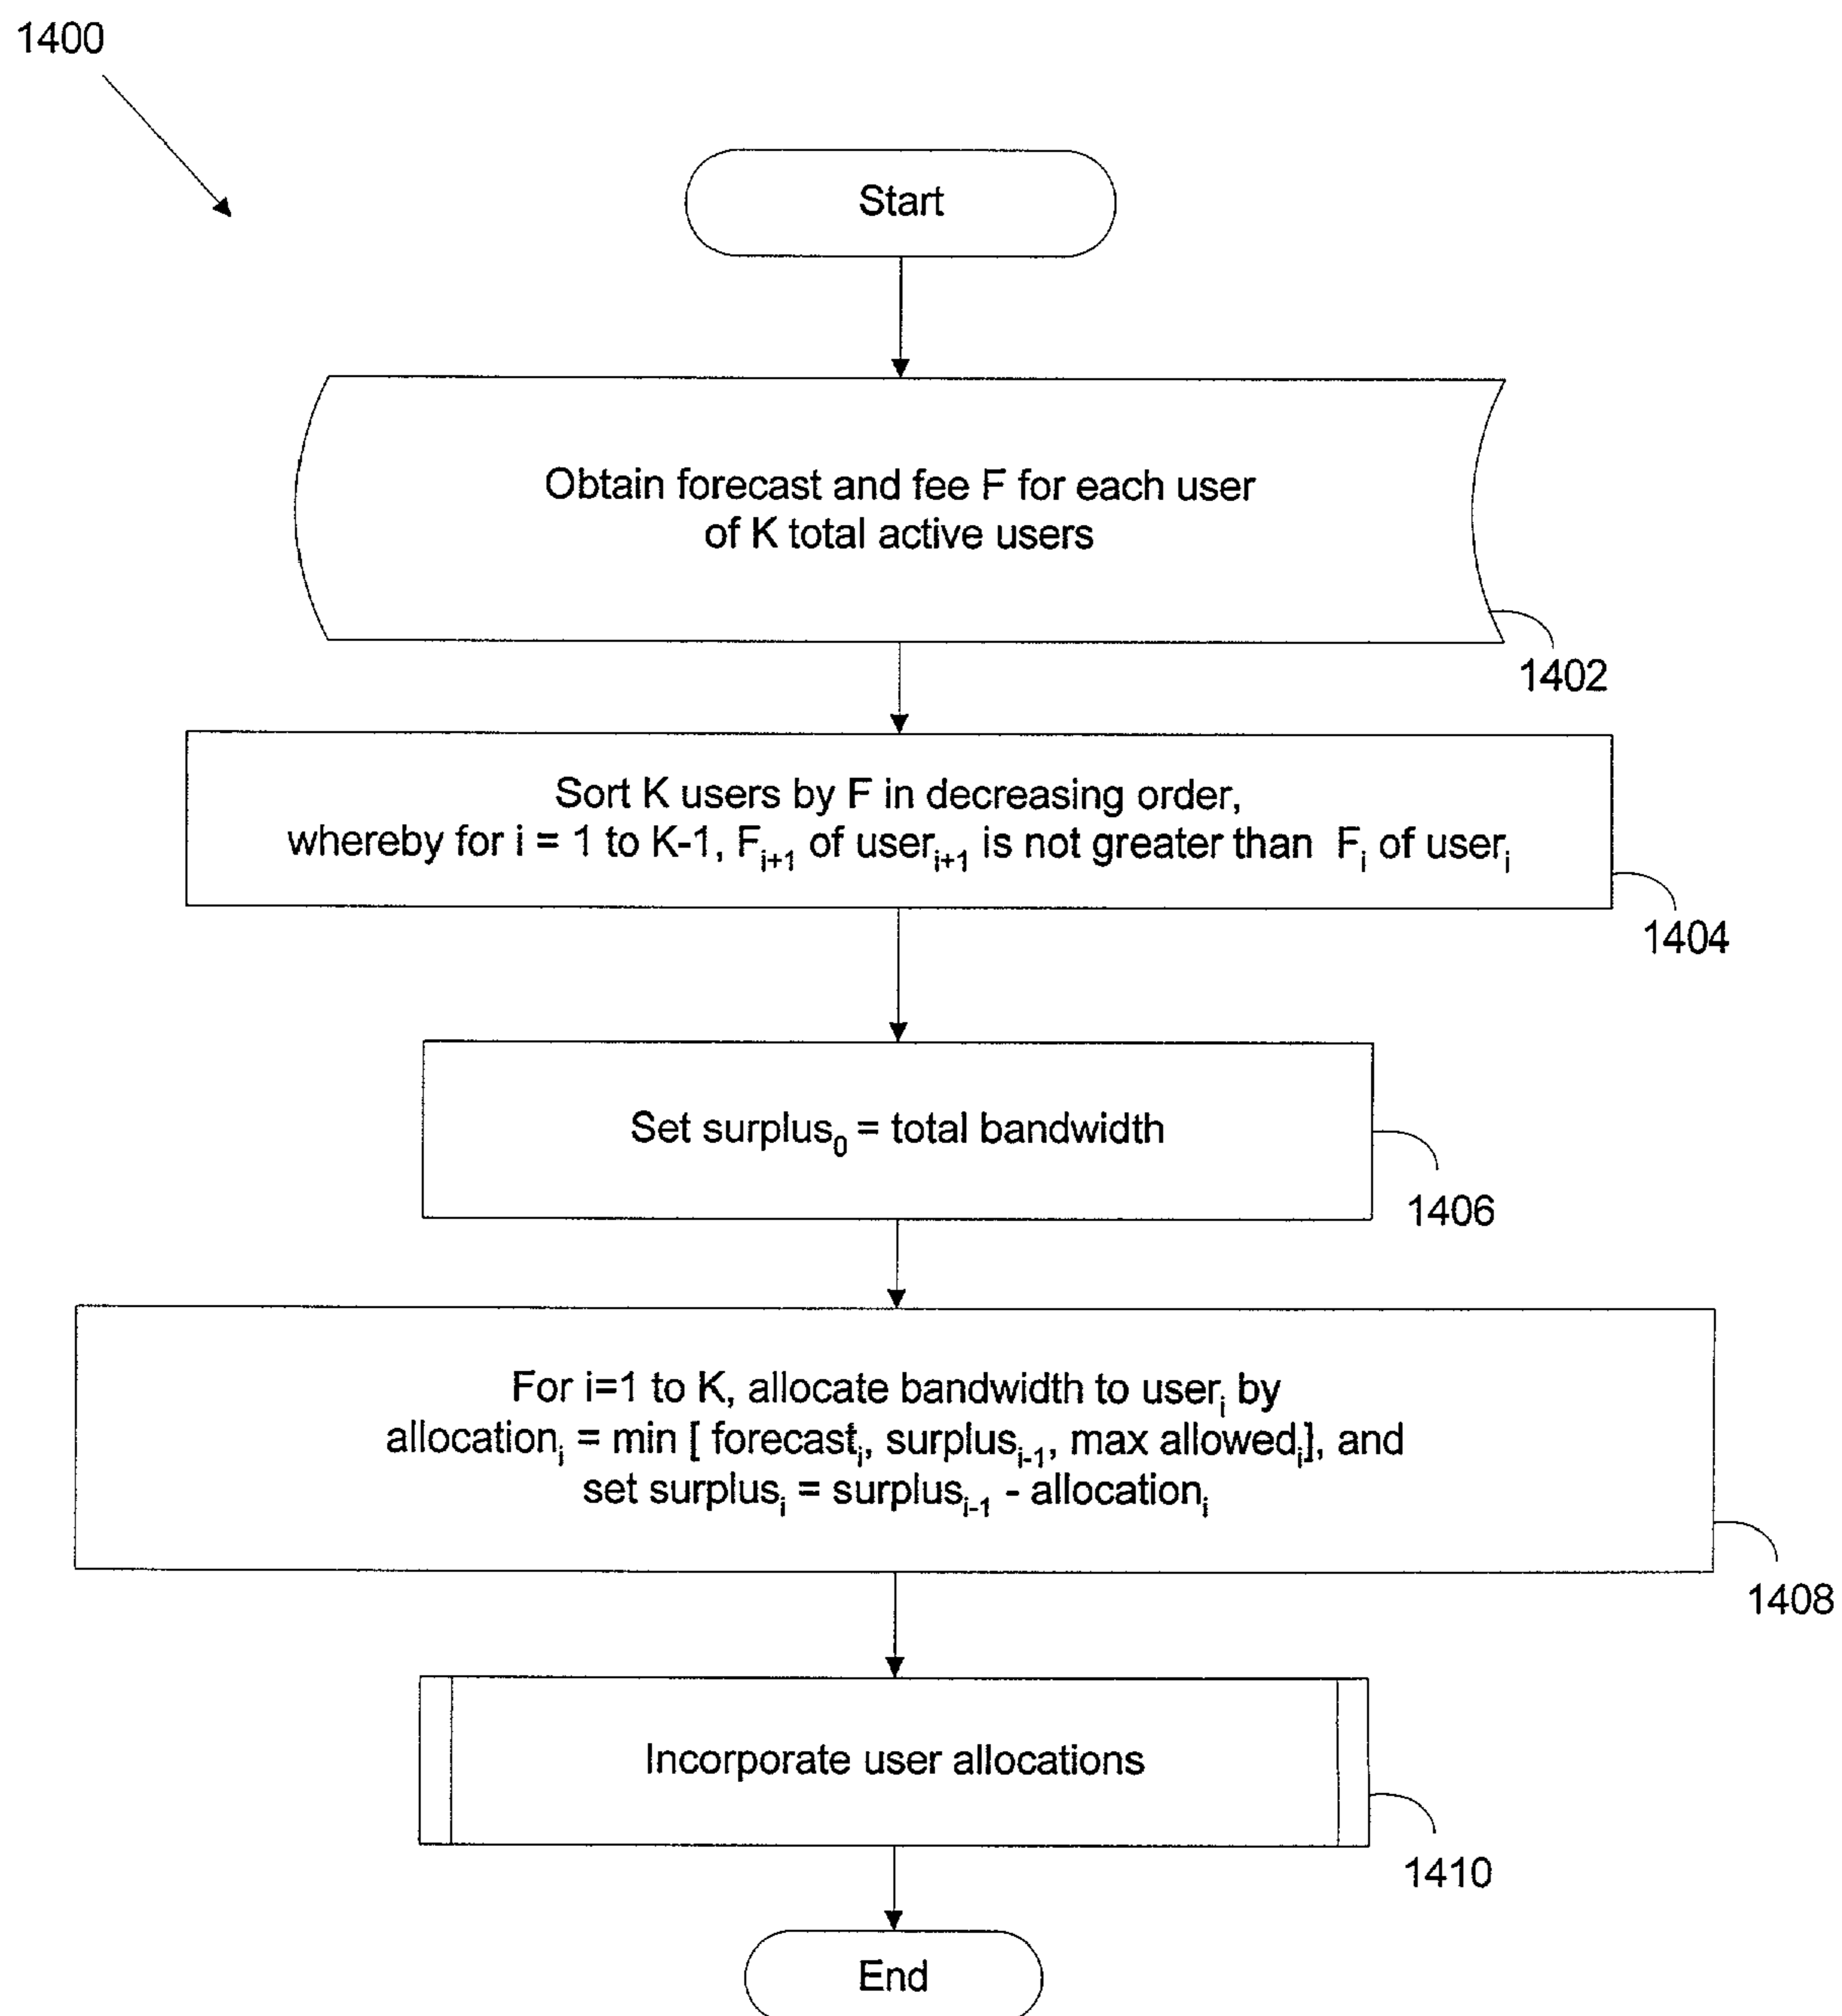 1400
Start
Obtain forecast and fee F for each user
of K total active users
1402
Sort K users by F in decreasing order,
whereby for i = 1 to K-1, Fi+1 of useri+1 is not greater than Fi of useri
1404
Set surplus0 = total bandwidth
1406
For i=1 to K, allocate bandwidth to useri by
allocationi = min [ forecasti, surplusi-1, max allowedi], and
set surplusi = surplusi-1 - allocationi
1408
Incorporate user allocations
1410
End